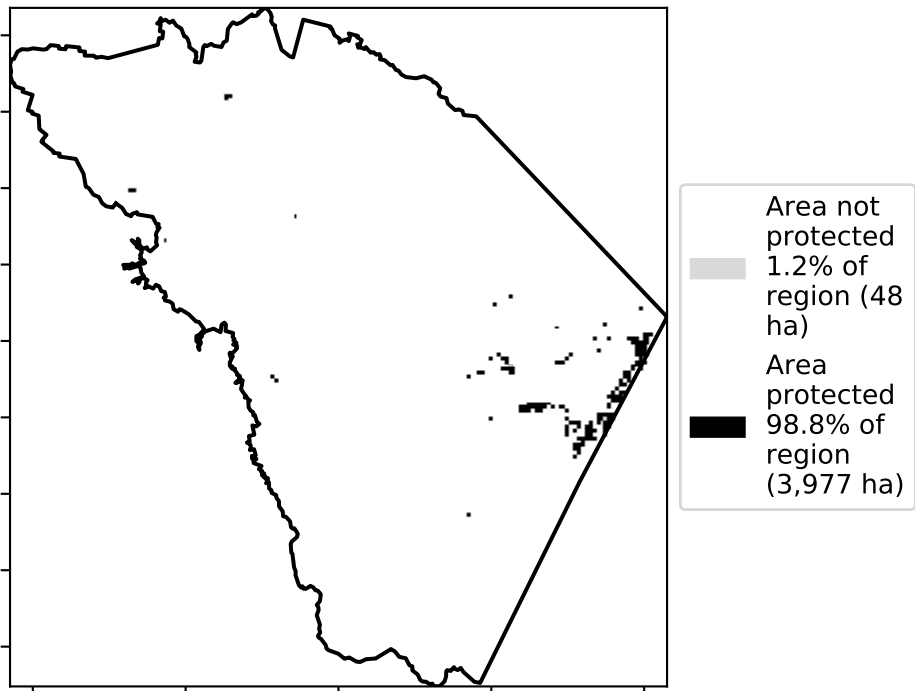 Area not
protected
1.2% of
region (48
ha)
Area
protected
98.8% of
region
(3,977 ha)